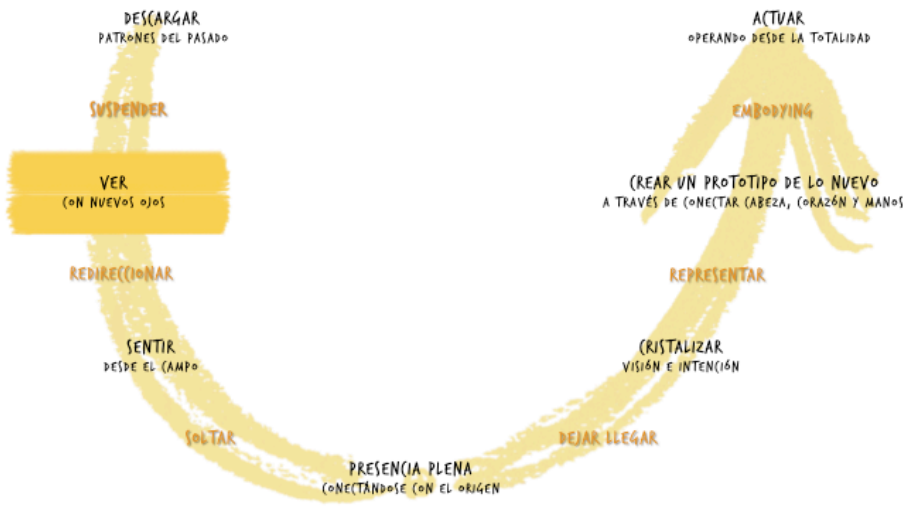 DESCARGAR
PATRONES DEL PASADO
SUSPENDER
VER
CON NUEVOS OJOS
REDIRECCIONAR
SENTIR
DESDE EL CAMPO
SOLTAR
PRESENCIA PLENA
CONECTÁNDOSE CON EL ORIGEN
DEJAR LLEGAR
CRISTALIZAR
VISIÓN E INTENCIÓN
REPRESENTAR
CREAR UN PROTOTIPO DE LO NUEVO
A TRAVÉS DE CONECTAR CABEZA, CORAZÓN Y MANOS
EMBODYING
ACTUAR
OPERANDO DESDE LA TOTALIDAD